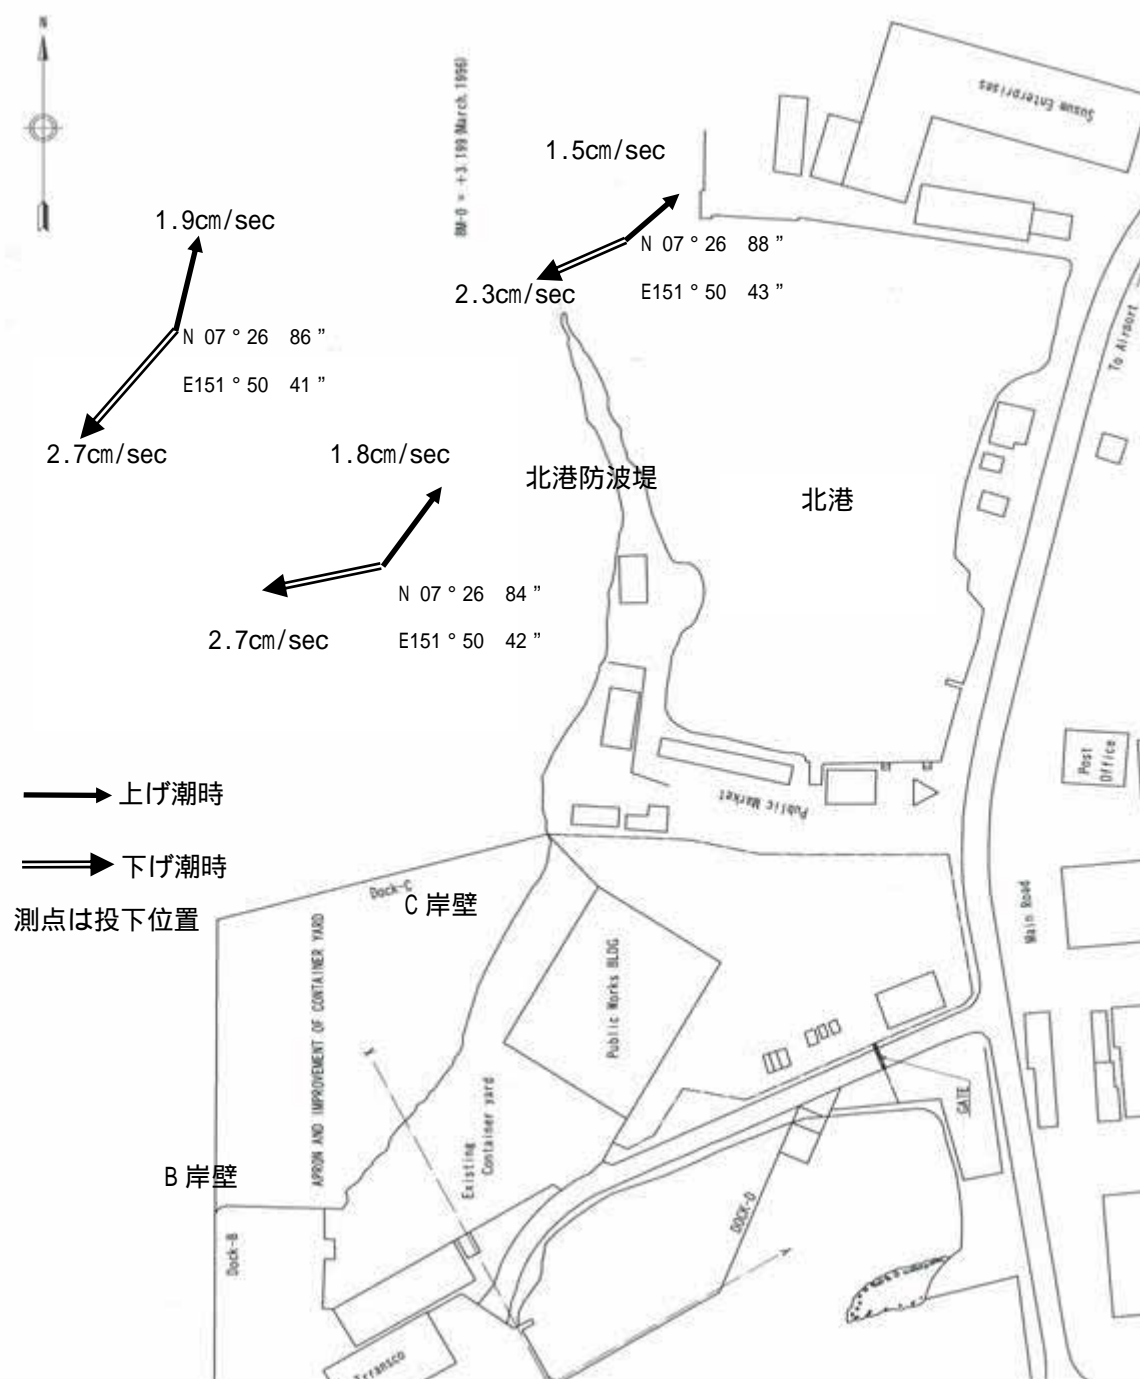 N
BM-0 = +3.199 (March, 1996)
Susum Enterprises
1.5cm/sec
1.9cm/sec
N 07 ° 26 88 ”
E151 ° 50 43 ”
2.3cm/sec
N 07 ° 26 86 ”
E151 ° 50 41 ”
To Airport
2.7cm/sec
1.8cm/sec
北港防波堤
北港
N 07 ° 26 84 ”
E151 ° 50 42 ”
2.7cm/sec
Post
Office
上げ潮時
Public Market
下げ潮時
測点は投下位置
Dock-C
C 岸壁
Main Road
APRON AND IMPROVEMENT OF CONTAINER YARD
Public Works BLDG
X
Existing
Container yard
GATE
B 岸壁
DOCK-D
Dock-B
Y
Transco